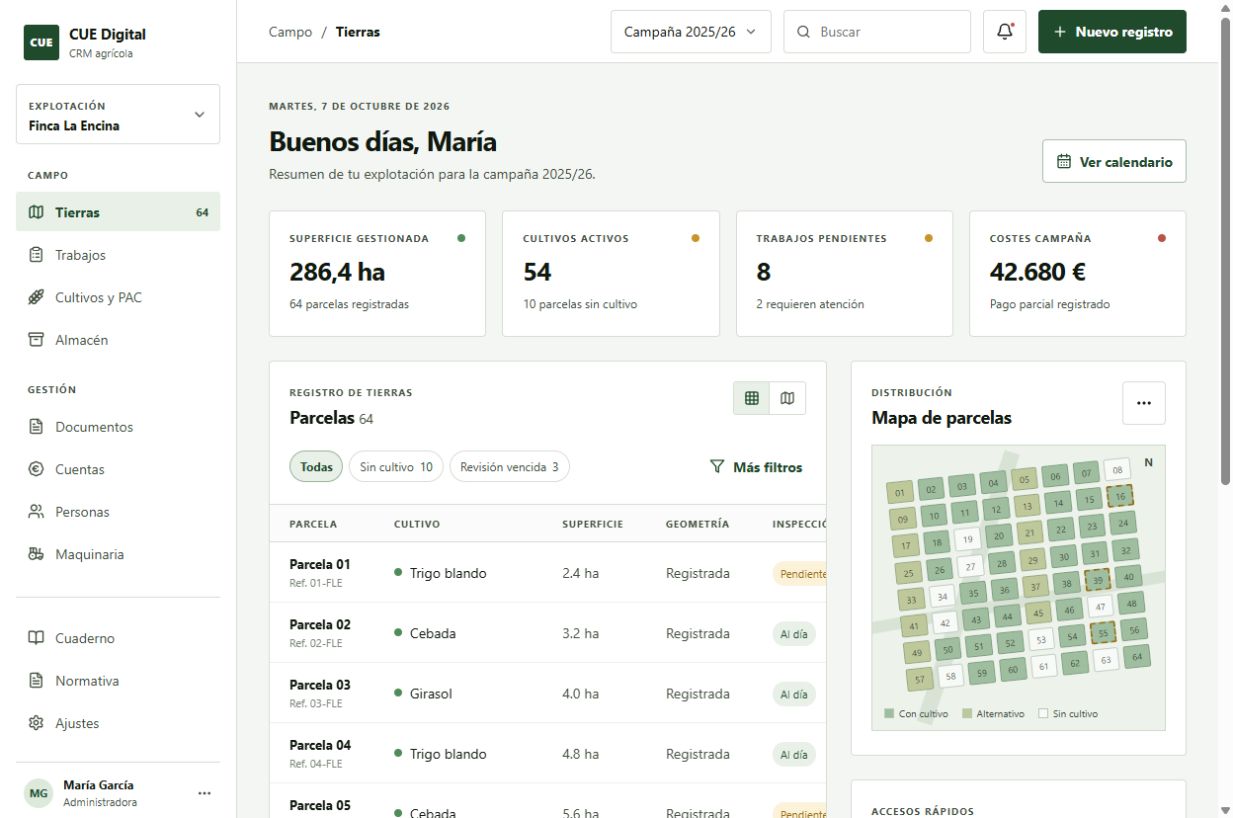 CUE
CUE Digital
CRM agrícola
EXPLOTACIÓN
Finca La Encina
CAMPO
Tierras 64
Trabajos
Cultivos y PAC
Almacén
GESTIÓN
Documentos
Cuentas
Personas
Maquinaria
Cuaderno
Normativa
Ajustes
MG
María García
Administradora
Campo / Tierras
Campaña 2025/26
Buscar
Nuevo registro
MARTES, 7 DE OCTUBRE DE 2026
Buenos días, María
Resumen de tu explotación para la campaña 2025/26.
Ver calendario
SUPERFICIE GESTIONADA
286,4 ha
64 parcelas registradas
CULTIVOS ACTIVOS
54
10 parcelas sin cultivo
TRABAJOS PENDIENTES
8
2 requieren atención
COSTES CAMPAÑA
42.680 €
Pago parcial registrado
REGISTRO DE TIERRAS
Parcelas 64
Todas
Sin cultivo 10
Revisión vencida 3
Más filtros
PARCELA CULTIVO SUPERFICIE GEOMETRÍA INSPECCIÓ
Parcela 01
Ref. 01-FLE
Trigo blando 2.4 ha Registrada Pendiente
Parcela 02
Ref. 02-FLE
Cebada 3.2 ha Registrada Al día
Parcela 03
Ref. 03-FLE
Girasol 4.0 ha Registrada Al día
Parcela 04
Ref. 04-FLE
Trigo blando 4.8 ha Registrada Al día
Parcela 05
Cebada 5.6 ha Registrada Pendiente
DISTRIBUCIÓN
Mapa de parcelas
N
01 02 03 04 05 06 07 08
09 10 11 12 13 14 15 16
17 18 19 20 21 22 23 24
25 26 27 28 29 30 31 32
33 34 35 36 37 38 39 40
41 42 43 44 45 46 47 48
49 50 51 52 53 54 55 56
57 58 59 60 61 62 63 64
Con cultivo Alternativo Sin cultivo
ACCESOS RÁPIDOS